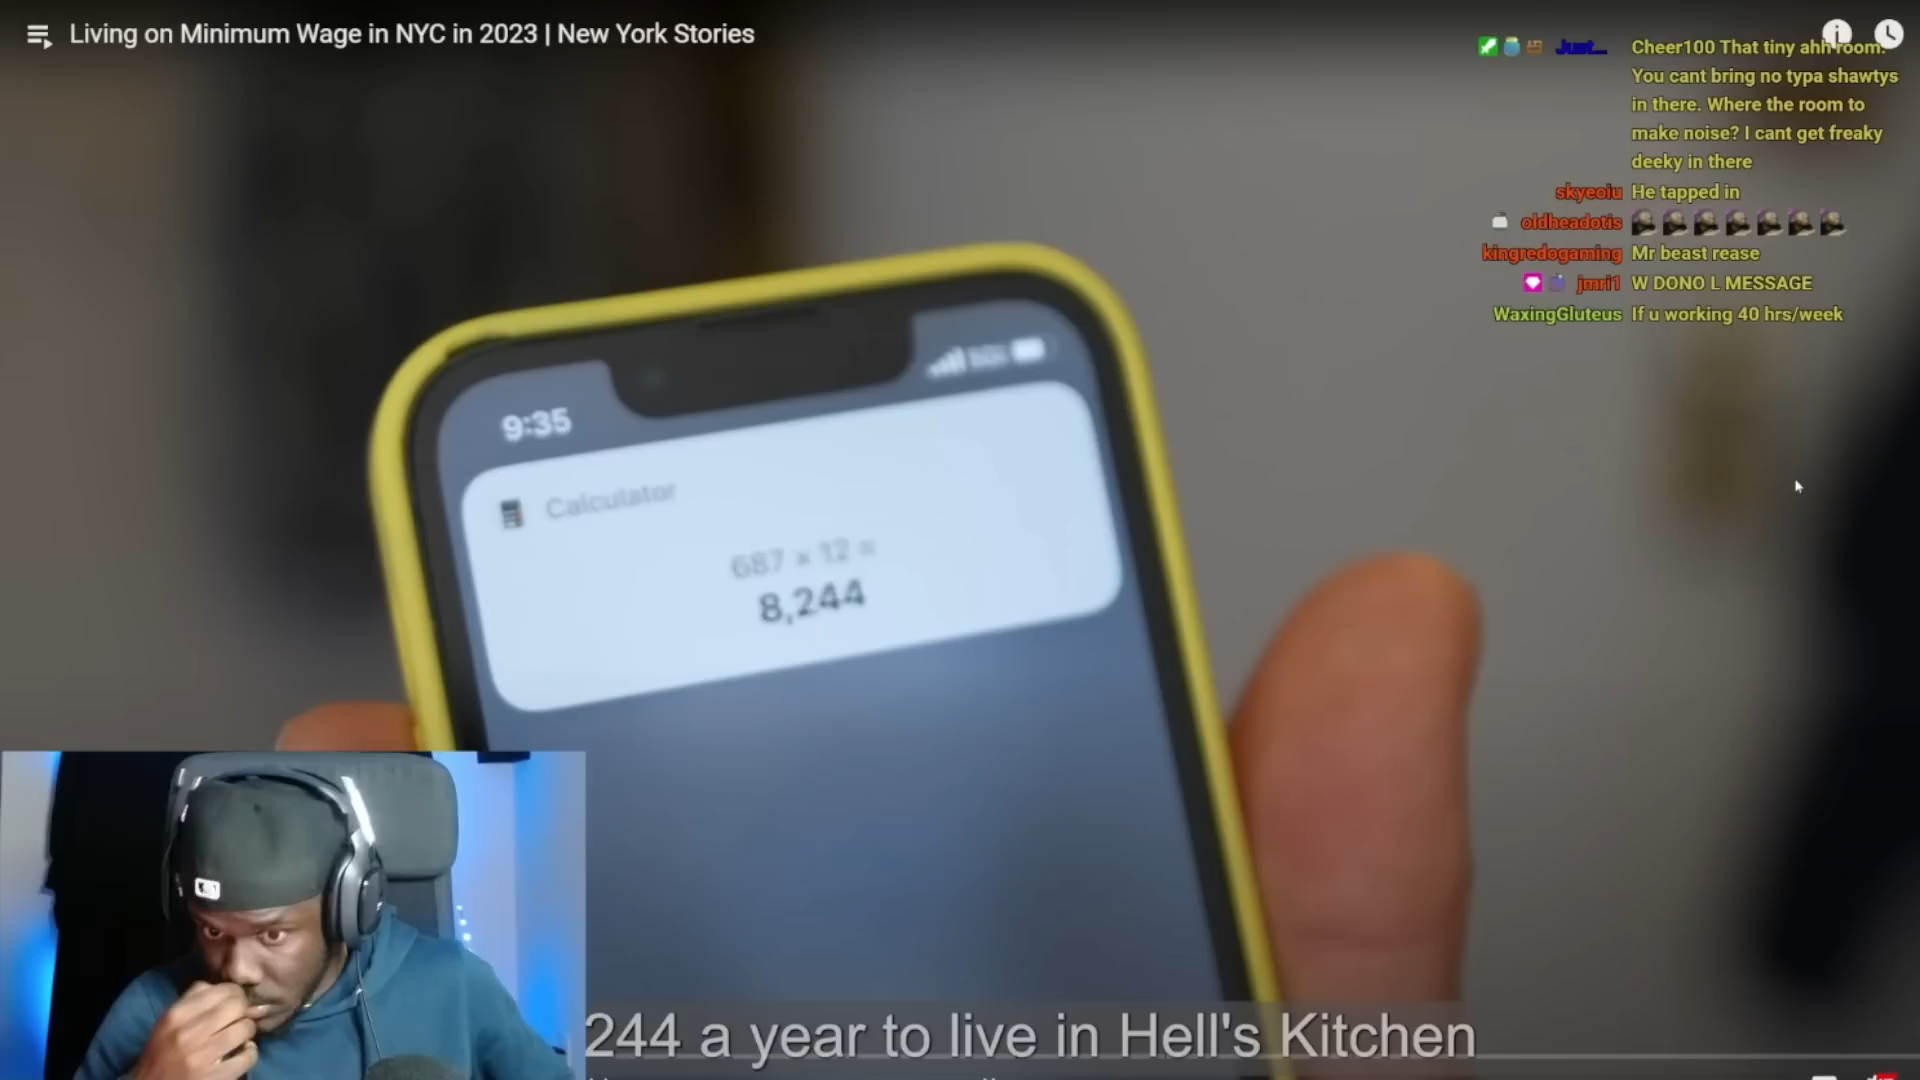 Living on Minimum Wage in NYC in 2023 | New York Stories
Just... Cheer100 That tiny ahh room.
You cant bring no typa shawtys
in there. Where the room to
make noise? I cant get freaky
deeky in there
skyeoiu He tapped in
oldheadotis
kingredogaming Mr beast rease
jmri1 W DONO L MESSAGE
WaxingGluteus If u working 40 hrs/week
9:35
Calculator
687 × 12 =
8,244
244 a year to live in Hell's Kitchen